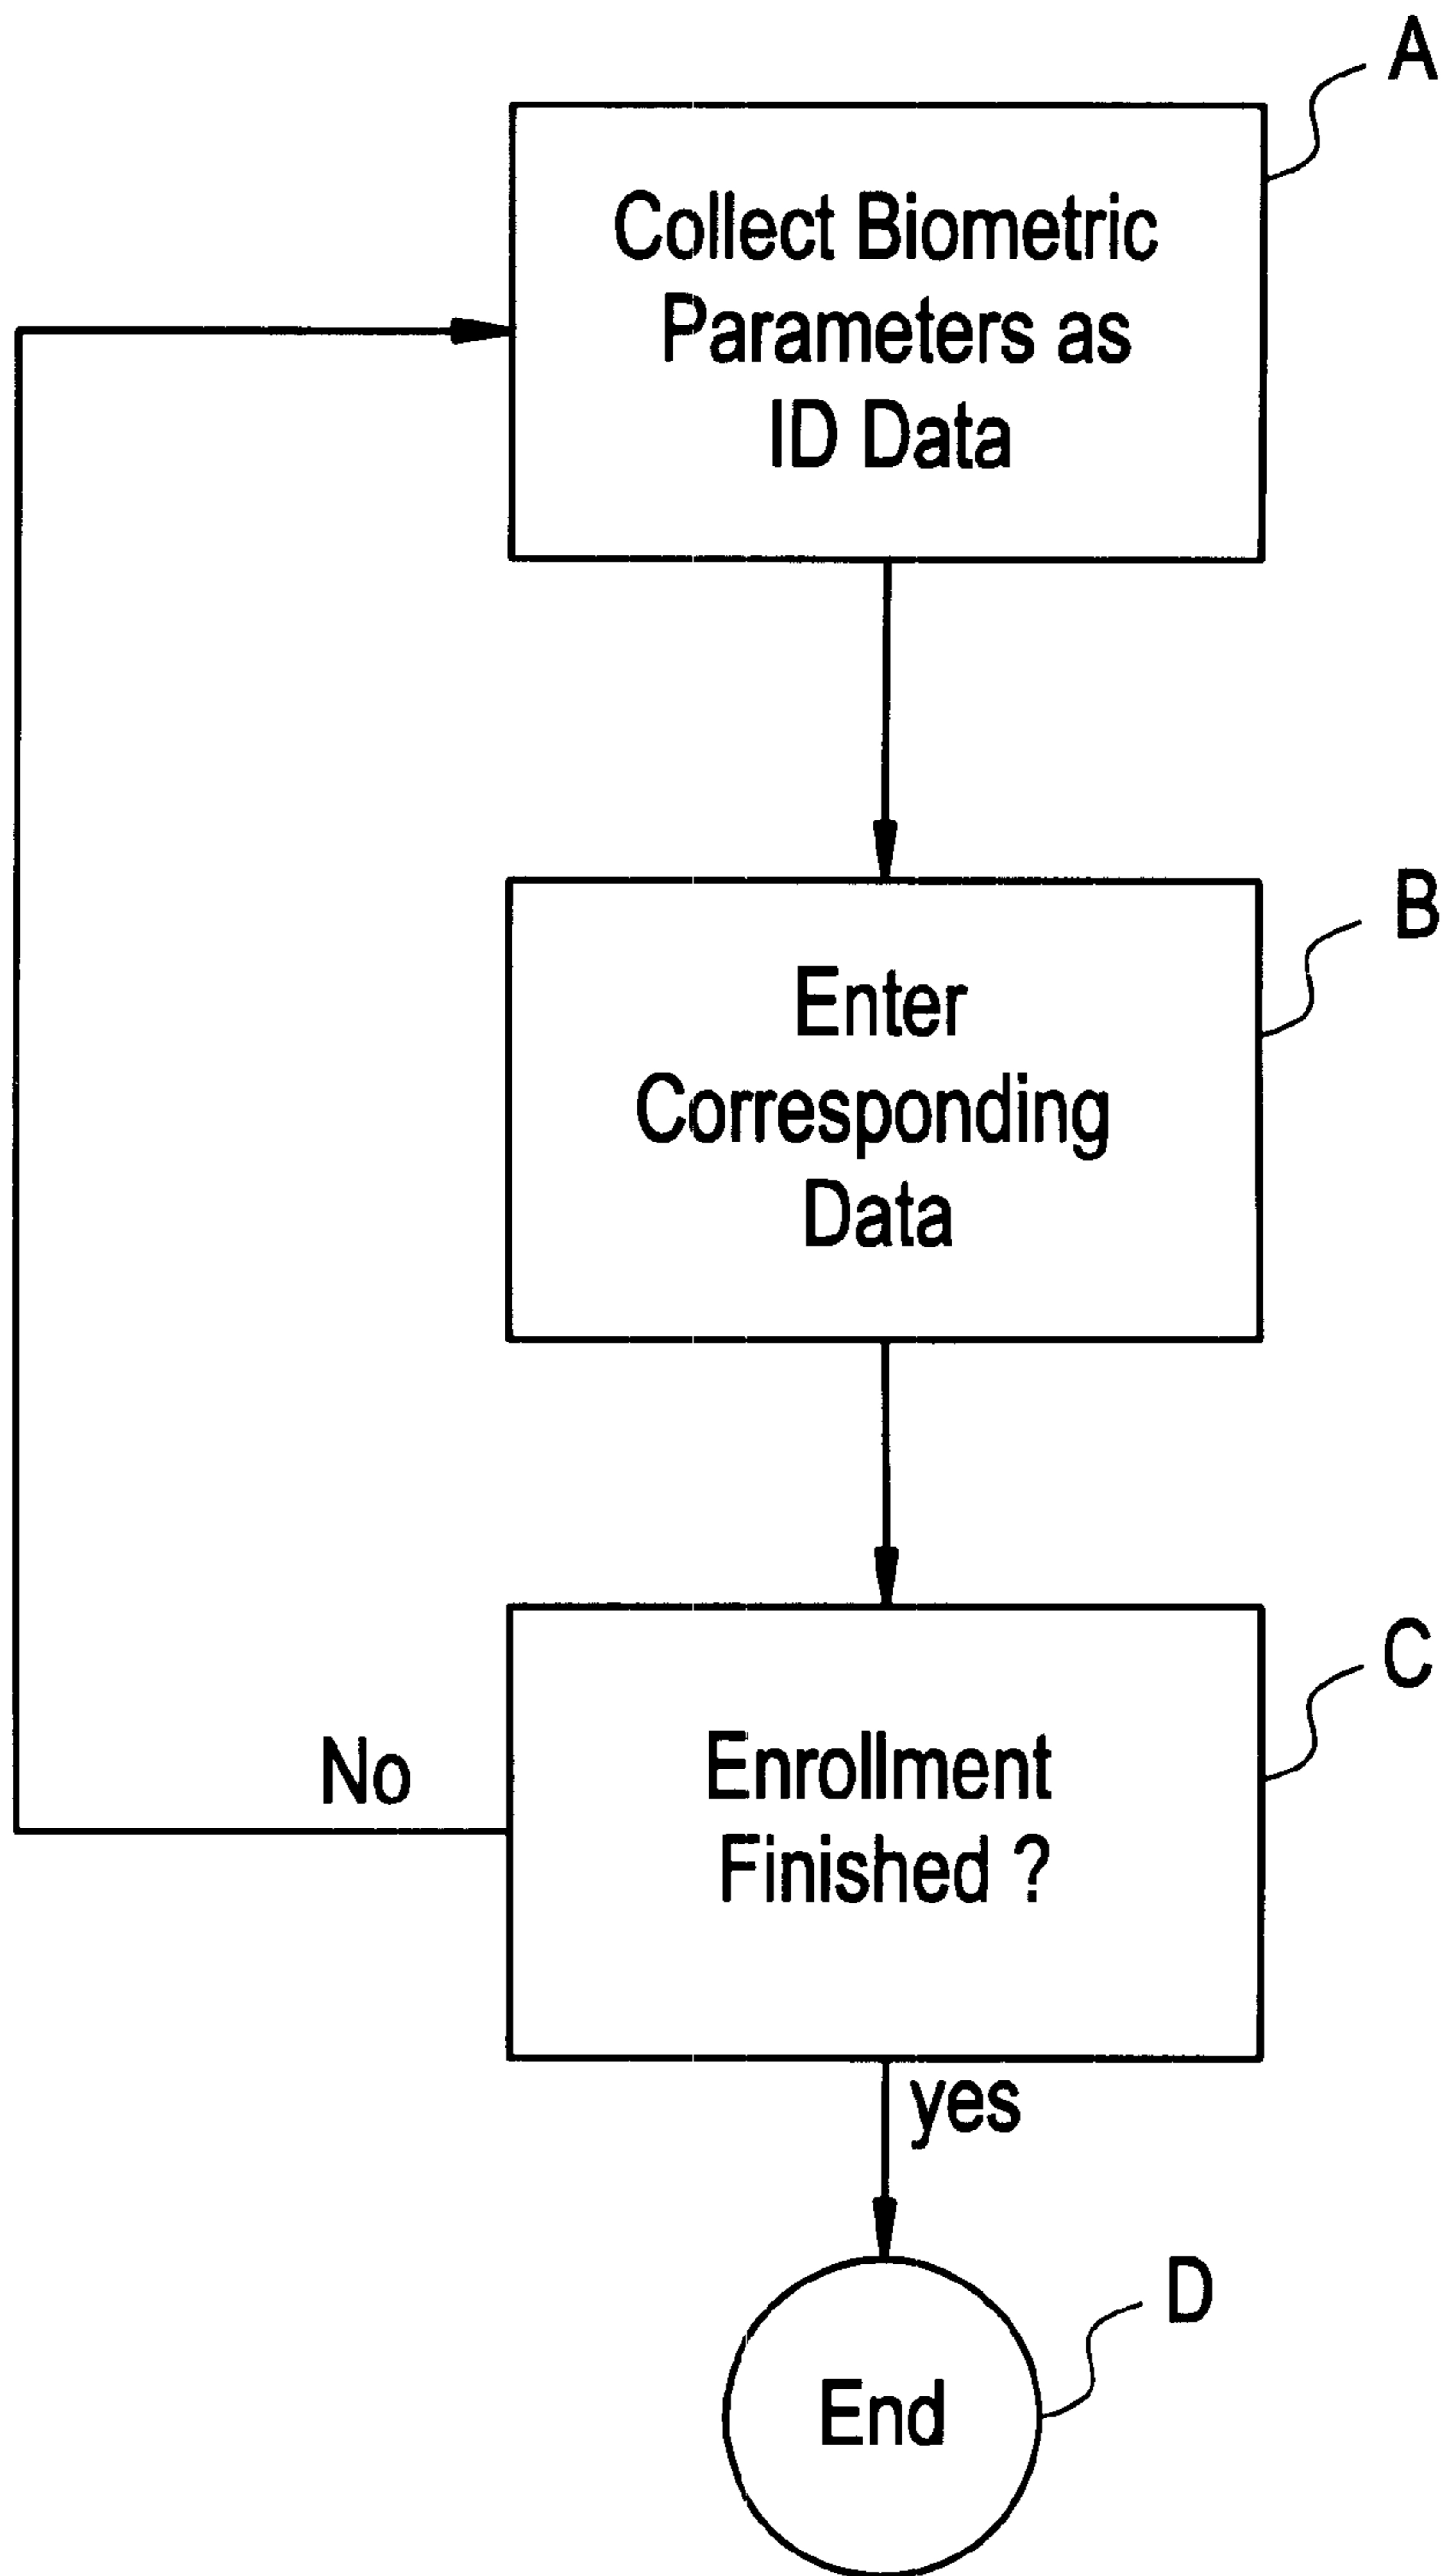 A
Collect Biometric
Parameters as
ID Data
B
Enter
Corresponding
Data
C
No
Enrollment
Finished ?
yes
D
End